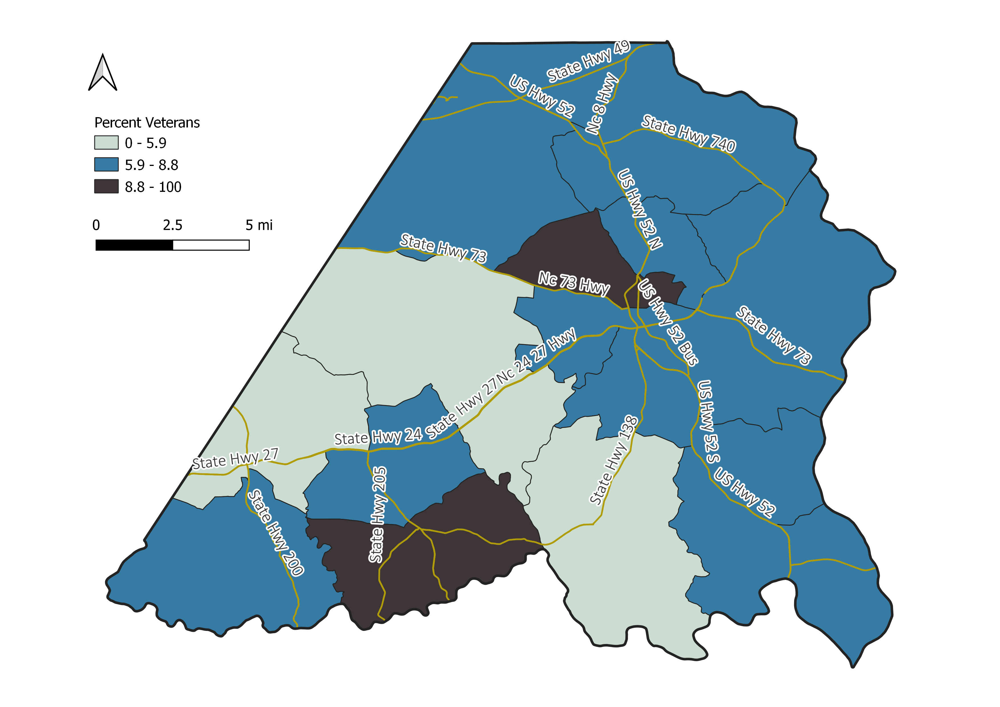 State Hwy 49
US Hwy 52
Nc 8 Hwy
State Hwy 740
Percent Veterans
0 - 5.9
5.9 - 8.8
8.8 - 100
US Hwy 52 N
0 2.5 5 mi
State Hwy 73
Nc 73 Hwy
US Hwy 52 Bus
State Hwy 73
Nc 24 27 Hwy
State Hwy 27
US Hwy 52 S
State Hwy 138
State Hwy 24
State Hwy 27
State Hwy 205
State Hwy 200
US Hwy 52